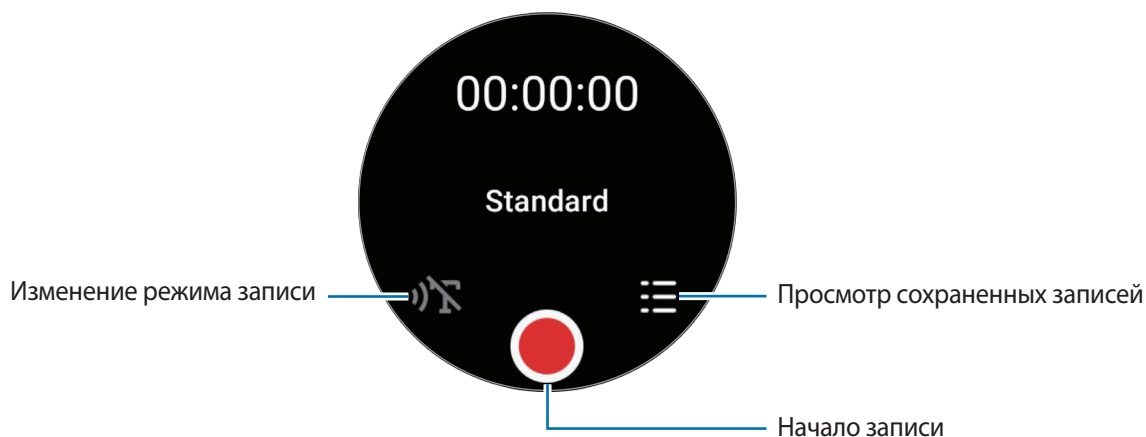 00:00:00
Standard
Изменение режима записи
Просмотр сохраненных записей
Начало записи